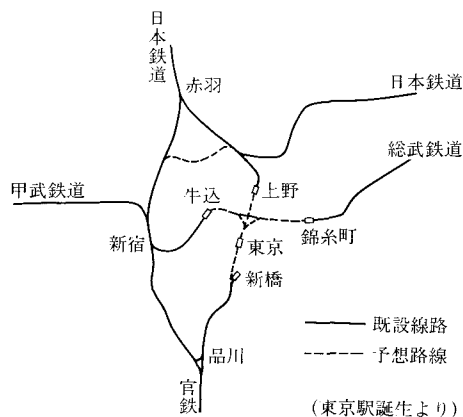 日本鉄道
赤羽
日本鉄道
総武鉄道
上野
牛込
甲武鉄道
錦糸町
東京
新宿
新橋
既設線路
品川
予想路線
官鉄
(東京駅誕生より)